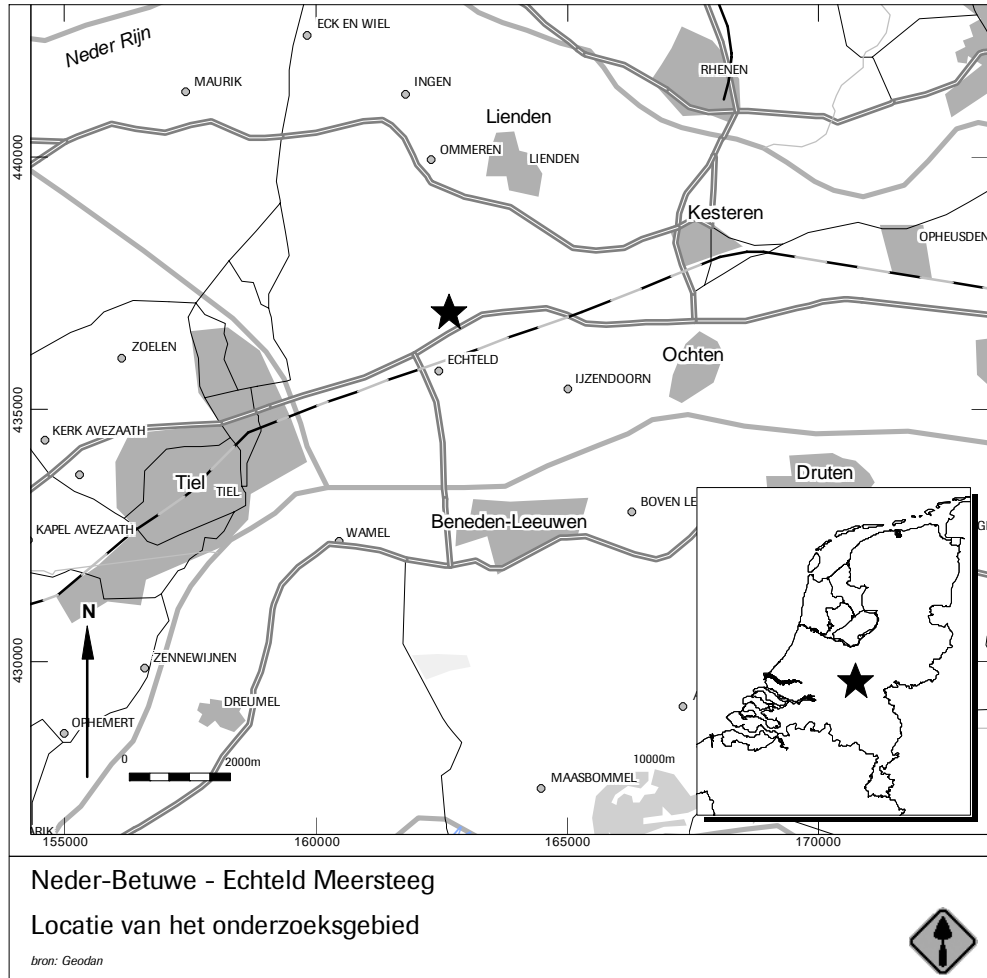 ECK EN WIEL
Neder Rijn
MAURIK
INGEN
RHENEN
Lienden
OMMEREN
LIENDEN
440000
Kesteren
OPHEUSDEN
ZOELEN
ECHTELD
Ochten
IJZENDOORN
435000
KERK AVEZAATH
Tiel
TIEL
Druten
Beneden-Leeuwen
BOVEN LE
KAPEL AVEZAATH
WAMEL
N
430000
ZENNEWIJNEN
DREUMEL
OPHEMERT
0
2000m
10000m
MAASBOMMEL
155000
160000
165000
170000
Neder-Betuwe - Echteld Meersteeg
Locatie van het onderzoeksgebied
bron: Geodan